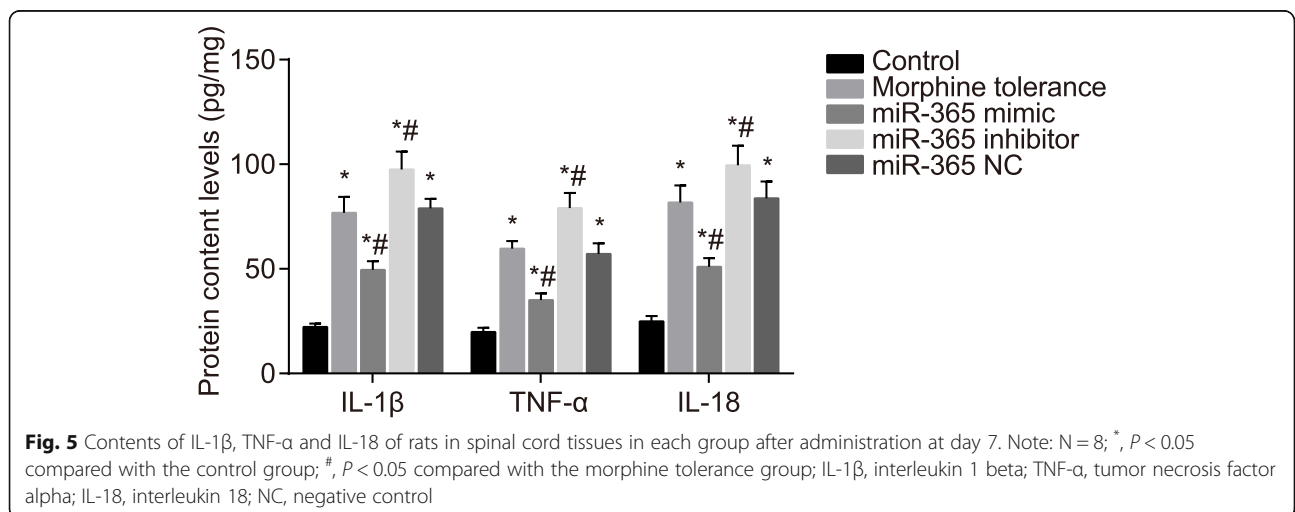 Protein content levels (pg/mg)
150
100
50
0
* *# *# *
* *# *# *
* *# *# *
IL-1β TNF-α IL-18
Control
Morphine tolerance
miR-365 mimic
miR-365 inhibitor
miR-365 NC
Fig. 5 Contents of IL-1β, TNF-α and IL-18 of rats in spinal cord tissues in each group after administration at day 7. Note: N = 8; *, P < 0.05
compared with the control group; #, P < 0.05 compared with the morphine tolerance group; IL-1β, interleukin 1 beta; TNF-α, tumor necrosis factor
alpha; IL-18, interleukin 18; NC, negative control